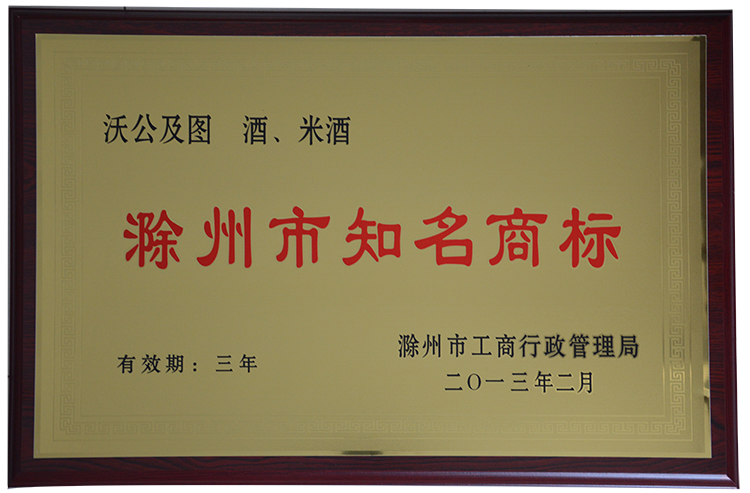 沃公及图 酒、米酒
滁州市知名商标
有效期：三年
滁州市工商行政管理局
二〇一三年二月